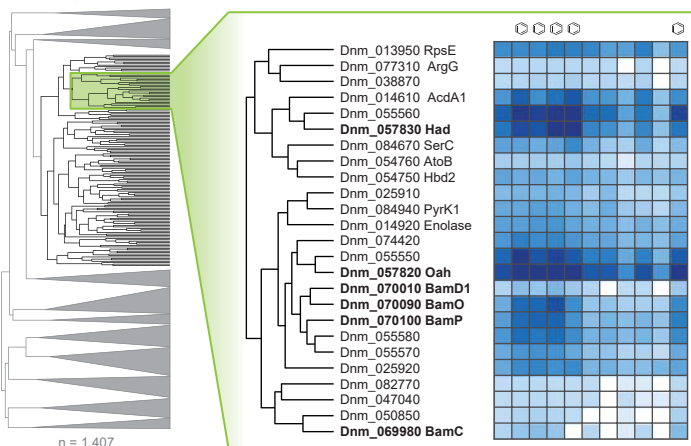 Dnm_013950 RpsE
Dnm_077310 ArgG
Dnm_038870
Dnm_014610 AcdA1
Dnm_055560
Dnm_057830 Had
Dnm_084670 SerC
Dnm_054760 AtoB
Dnm_054750 Hbd2
Dnm_025910
Dnm_084940 PyrK1
Dnm_014920 Enolase
Dnm_074420
Dnm_055550
Dnm_057820 Oah
Dnm_070010 BamD1
Dnm_070090 BamO
Dnm_070100 BamP
Dnm_055580
Dnm_055570
Dnm_025920
Dnm_082770
Dnm_047040
Dnm_050850
Dnm_069980 BamC
n = 1,407